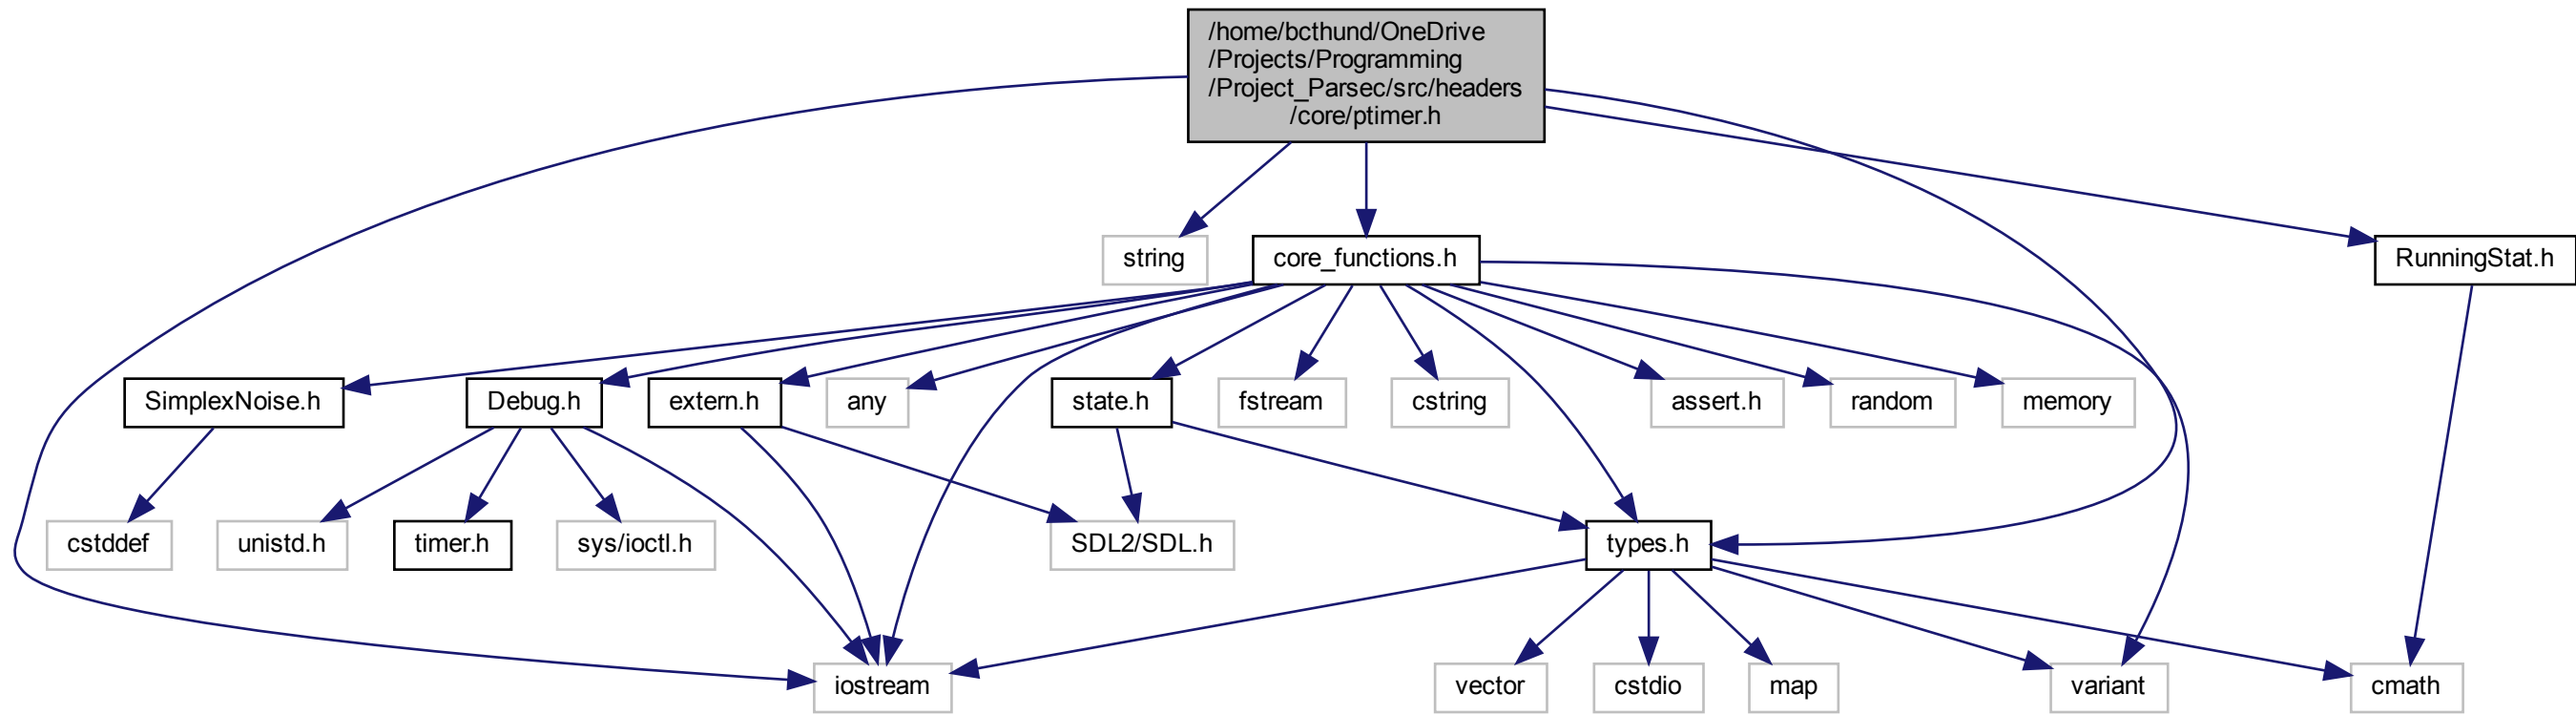 /home/bcthund/OneDrive
/Projects/Programming
/Project_Parsec/src/headers
/core/ptimer.h
string
core_functions.h
RunningStat.h
SimplexNoise.h
Debug.h
extern.h
any
state.h
fstream
cstring
assert.h
random
memory
cstddef
unistd.h
timer.h
sys/ioctl.h
SDL2/SDL.h
types.h
iostream
vector
cstdio
map
variant
cmath